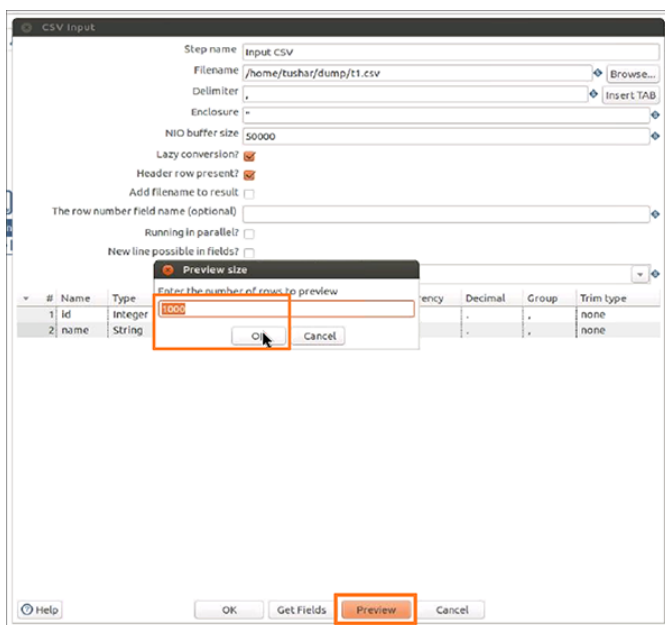 CSV Input
Step name Input CSV
Filename /home/tushar/dump/t1.csv Browse...
Delimiter , Insert TAB
Enclosure "
NIO buffer size 50000
Lazy conversion?
Header row present?
Add filename to result
The row number field name (optional)
Running in parallel?
New line possible in fields?
Preview size
Enter the number of rows to preview
1000
OK Cancel
# Name Type Decimal Group Trim type
1 id Integer . , none
2 name String . , none
Help OK Get Fields Preview Cancel